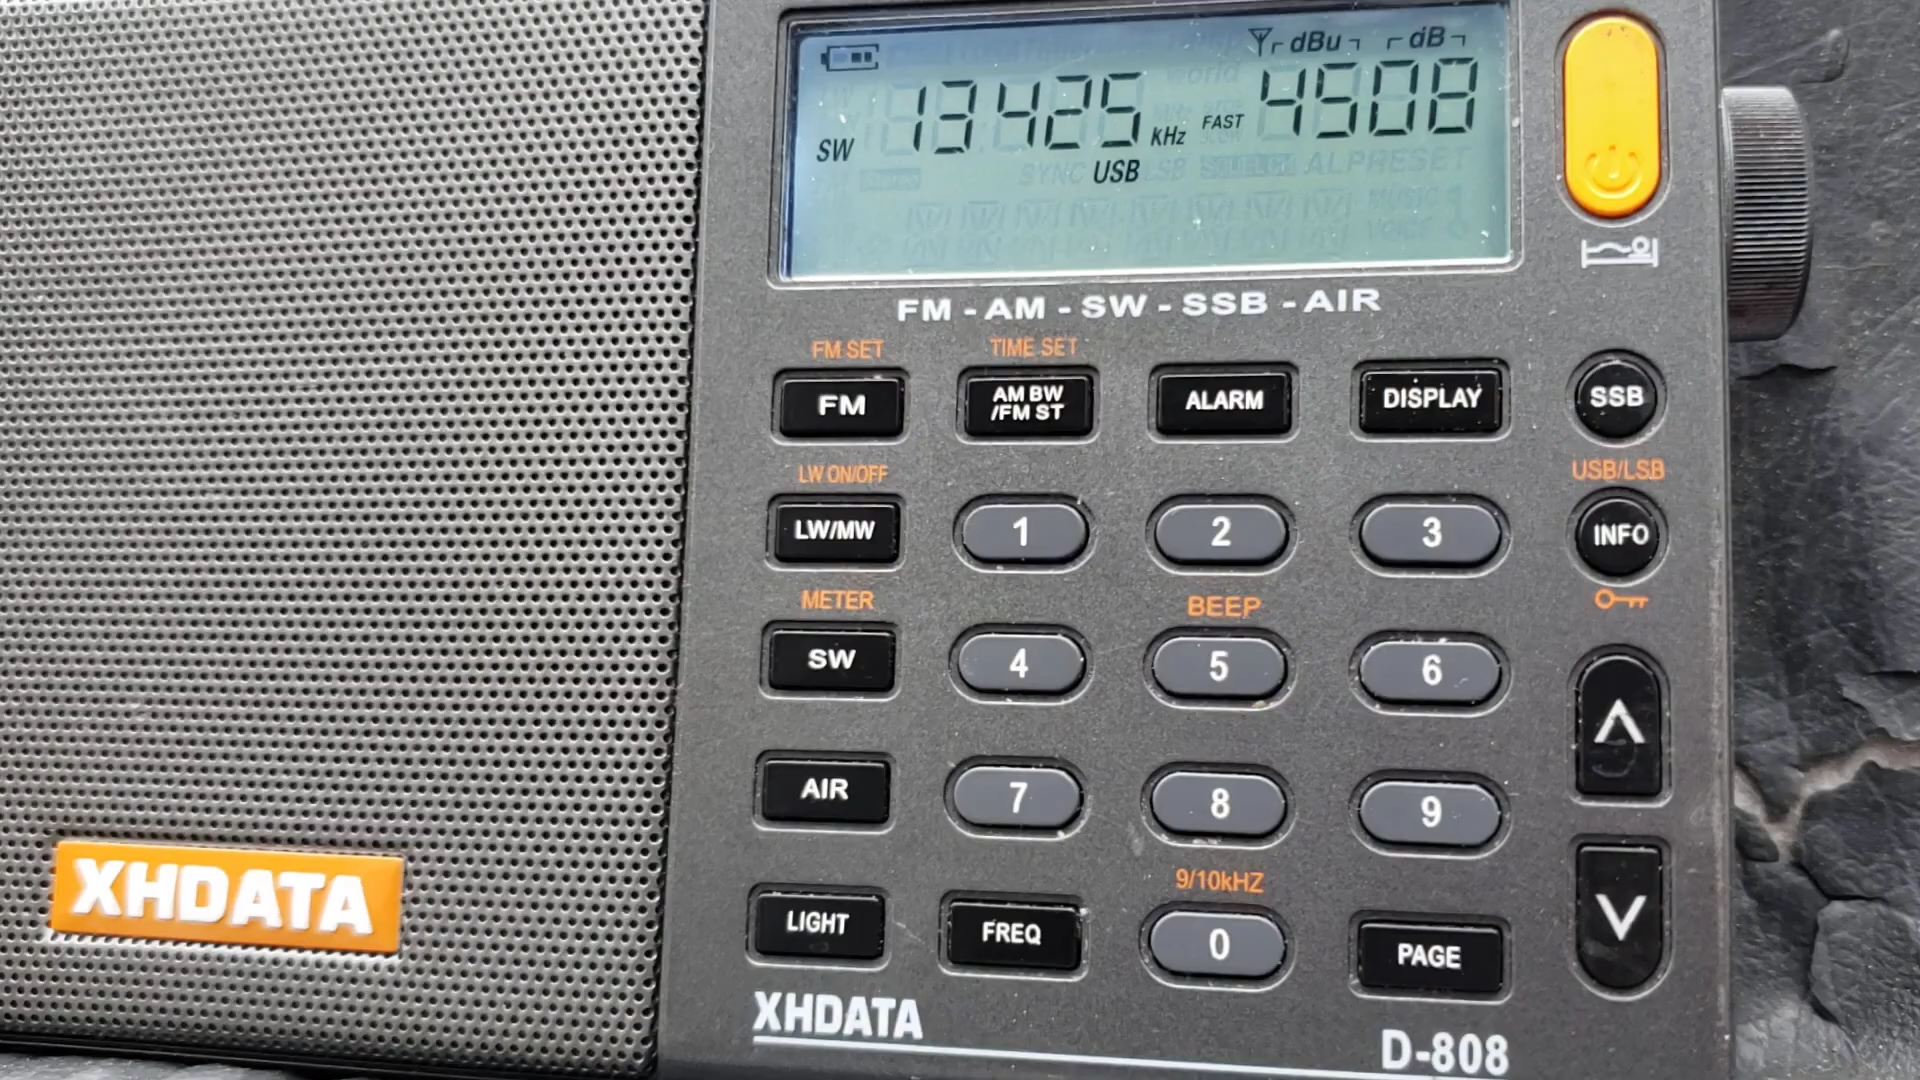 dBu dB
SW 13425 KHz FAST 4508
USB
FM - AM - SW - SSB - AIR
FM SET TIME SET
FM AM BW /FM ST ALARM DISPLAY SSB
LW ON/OFF USB/LSB
LW/MW 1 2 3 INFO
METER BEEP
SW 4 5 6
AIR 7 8 9
9/10kHZ
LIGHT FREQ 0 PAGE
XHDATA
XHDATA
D-808